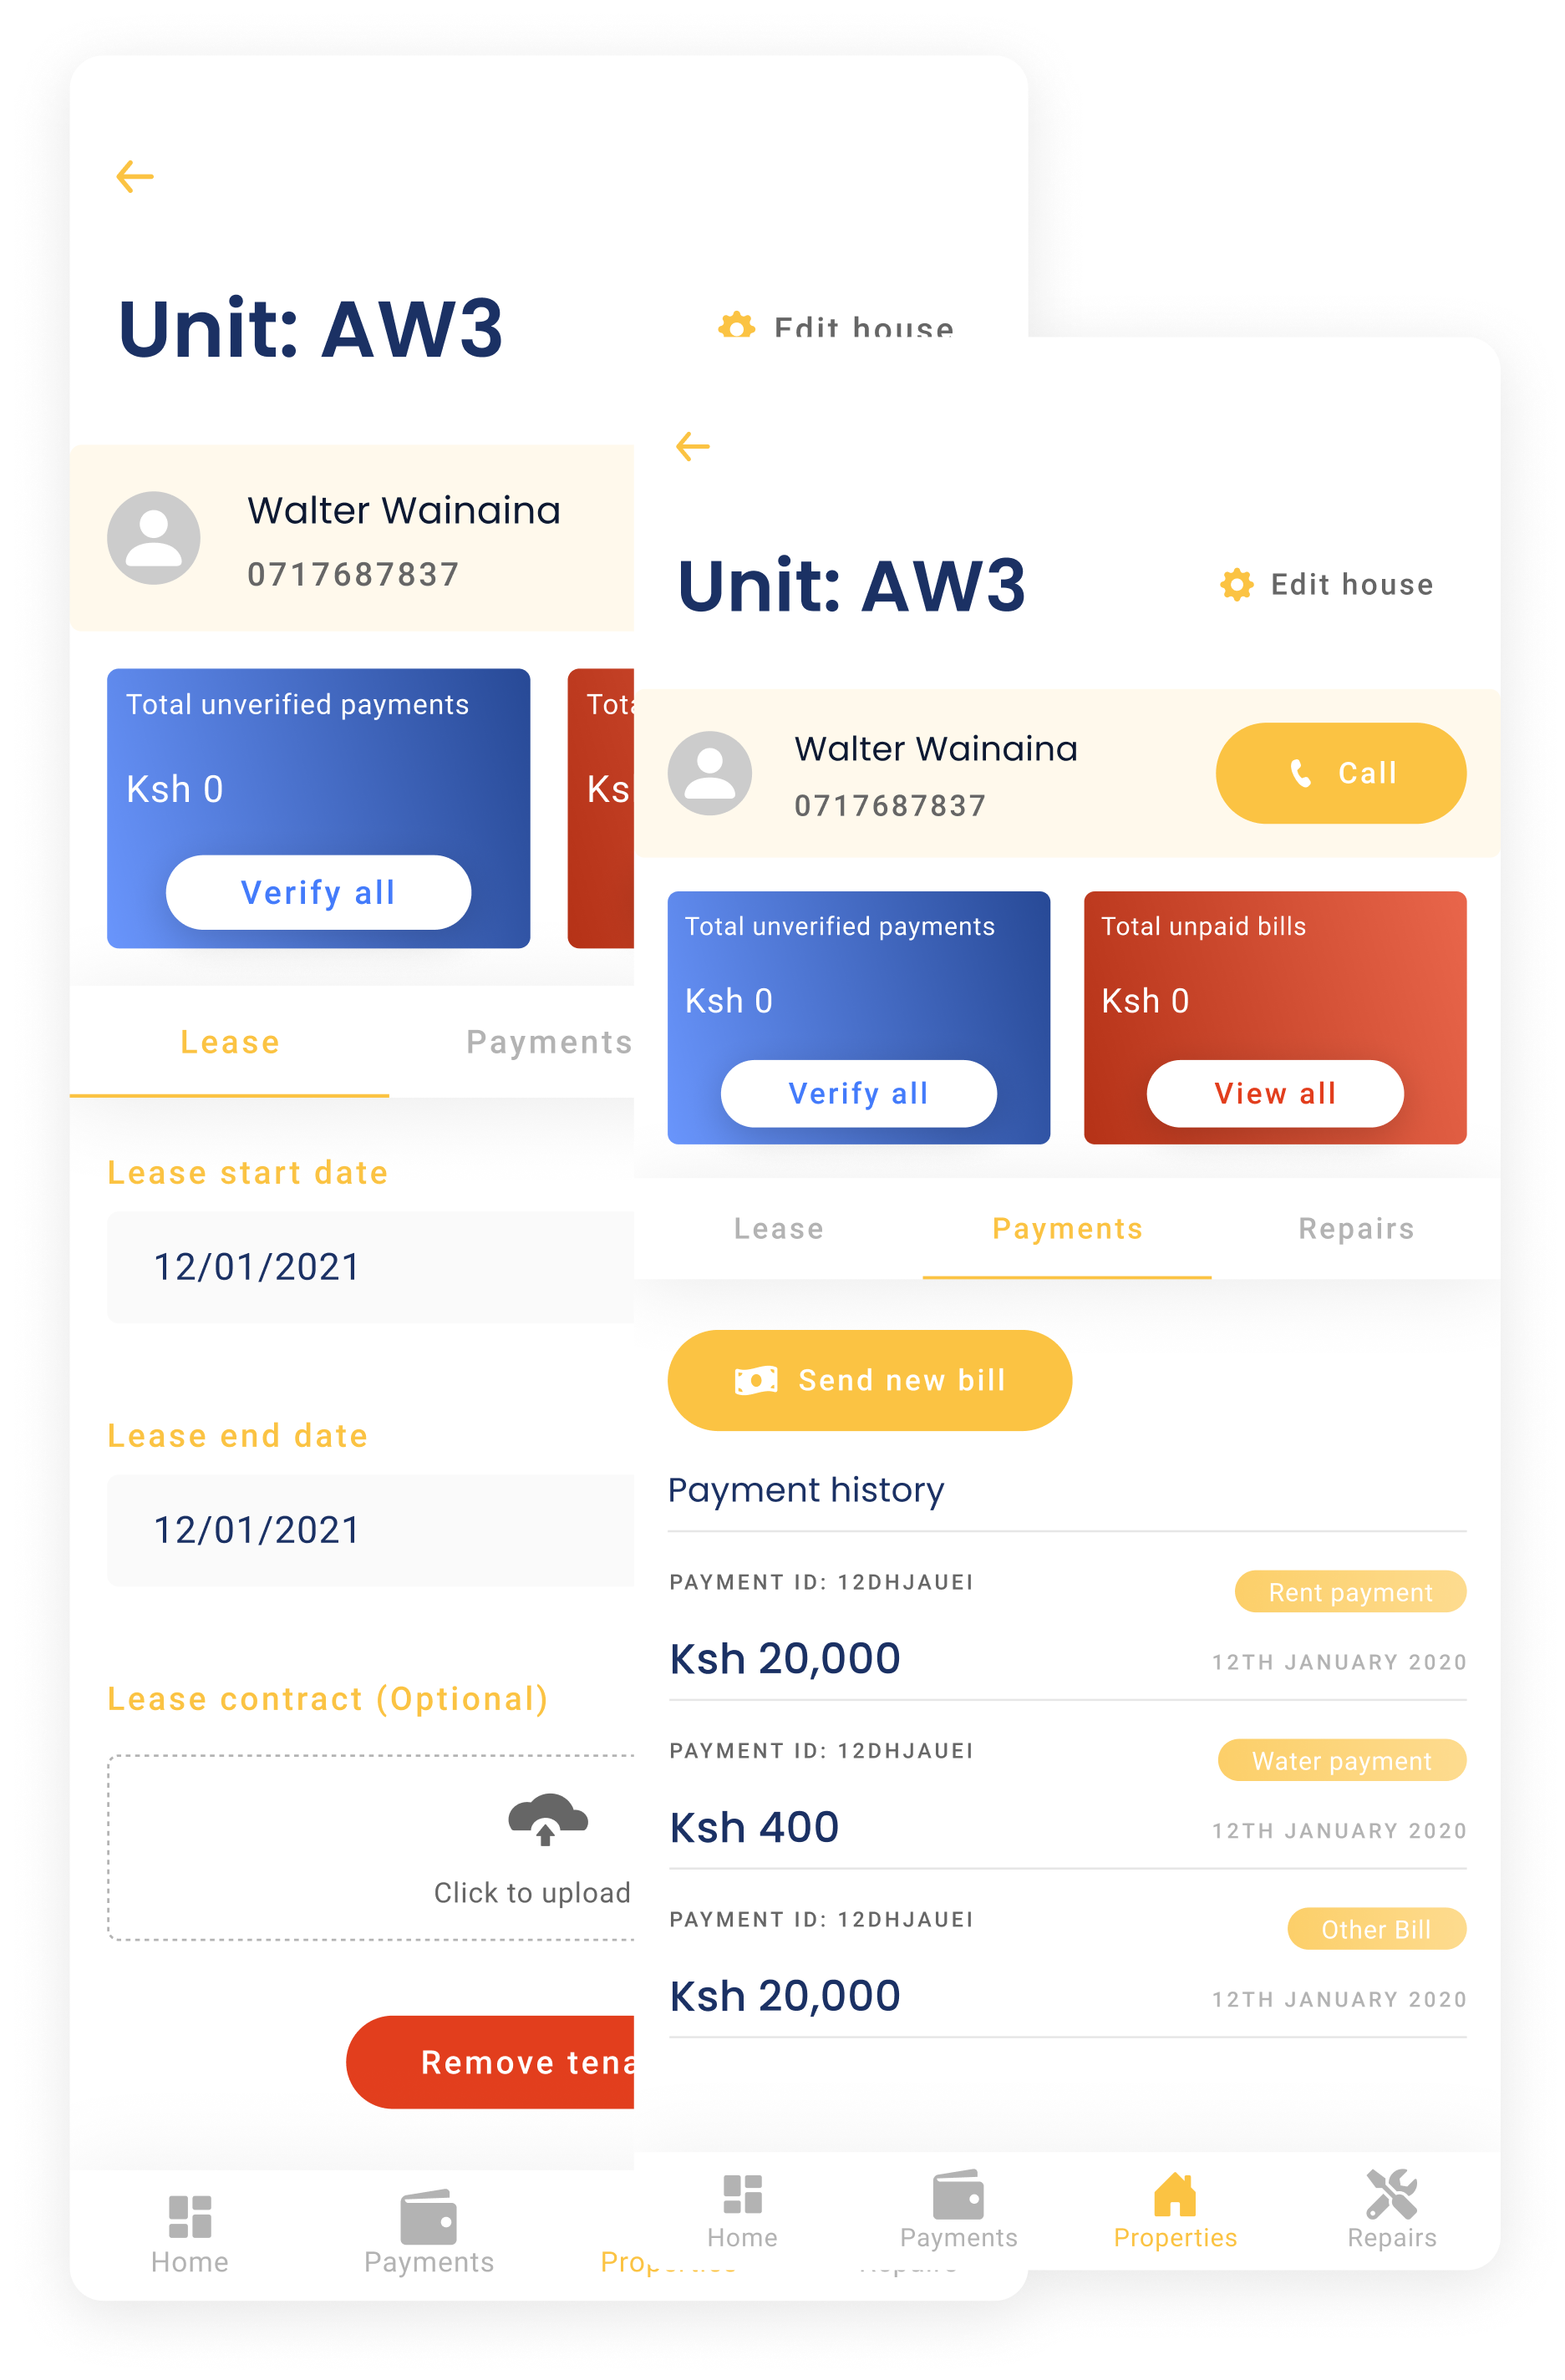 Unit: AW3
Edit house
Walter Wainaina
0717687837
Total unverified payments
Ksh 0
Verify all
Lease
Payments
Lease start date
12/01/2021
Lease end date
12/01/2021
Lease contract (Optional)
Click to upload
Remove
Home
Payments
Properties
Repairs
Unit: AW3
Edit house
Walter Wainaina
0717687837
Call
Total unverified payments
Total unpaid bills
Ksh 0
Ksh 0
Verify all
View all
Lease
Payments
Repairs
Send new bill
Payment history
PAYMENT ID: 12DHJAUEI
Rent payment
Ksh 20,000
12TH JANUARY 2020
PAYMENT ID: 12DHJAUEI
Water payment
Ksh 400
12TH JANUARY 2020
PAYMENT ID: 12DHJAUEI
Other Bill
Ksh 20,000
12TH JANUARY 2020
Home
Payments
Properties
Repairs